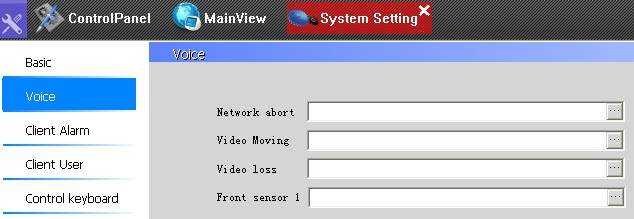 ControlPanel MainView System Setting
Basic
Voice
Client Alarm
Client User
Control keyboard
Voice
Network abort ...
Video Moving ...
Video loss ...
Front sensor 1 ...